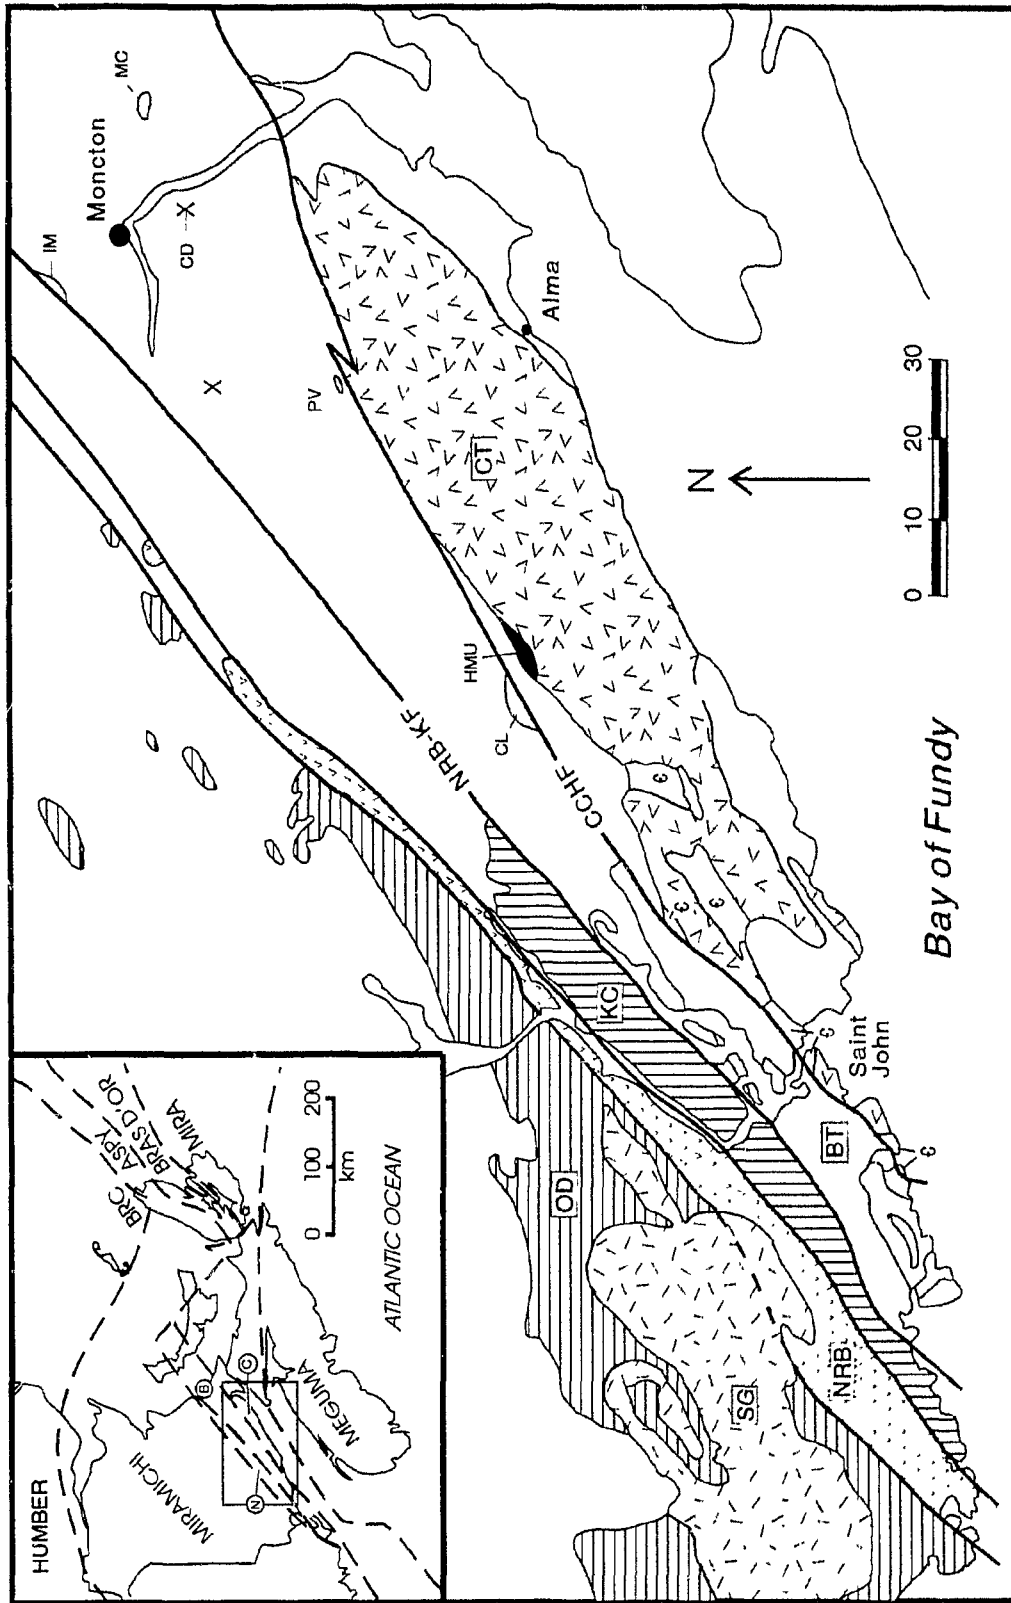 HUMBER
MIRAMICHI
BRC
ASPY
BRAS D'OR
MIRA
MEGUMA
N
B
C
ATLANTIC OCEAN
0 100 200
km
IM
Moncton
MC
CD
X
X
PV
CT
Alma
HMU
CL
NRB-KF
CCHF
KC
OD
SG
NRB
BT
Saint
John
€
€
€
€
€
N
0 10 20 30
Bay of Fundy